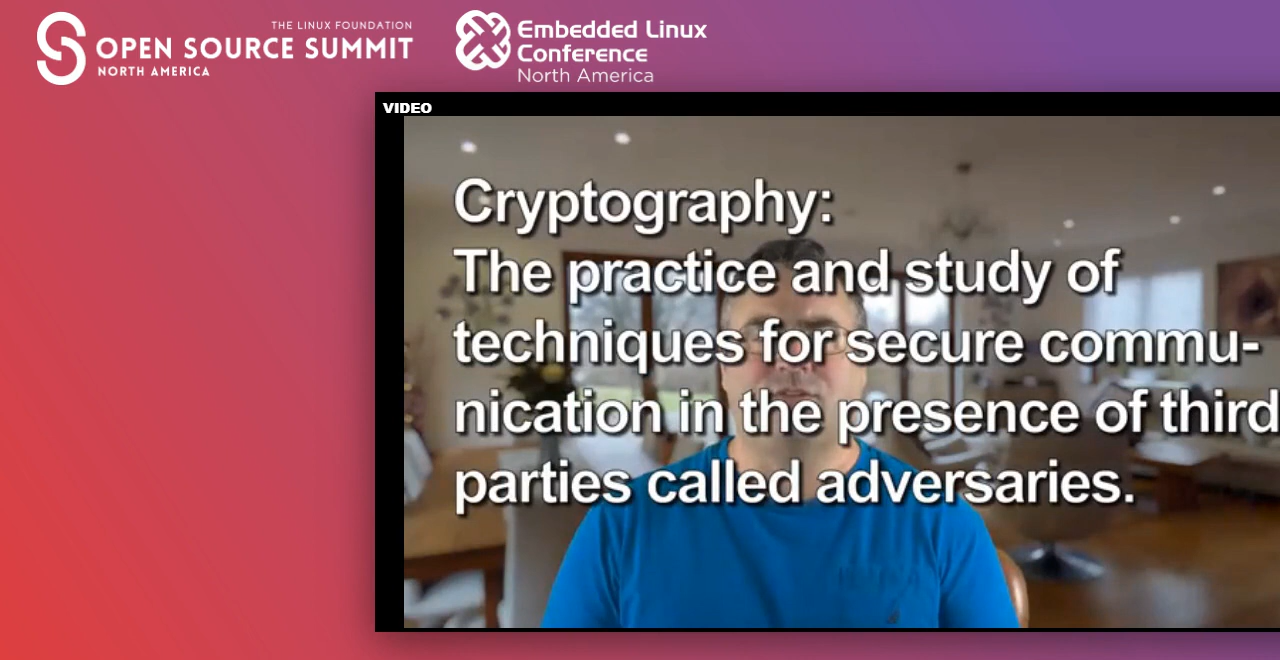 THE LINUX FOUNDATION
OPEN SOURCE SUMMIT
NORTH AMERICA
Embedded Linux
Conference
North America
VIDEO
Cryptography:
The practice and study of
techniques for secure commu-
nication in the presence of third
parties called adversaries.